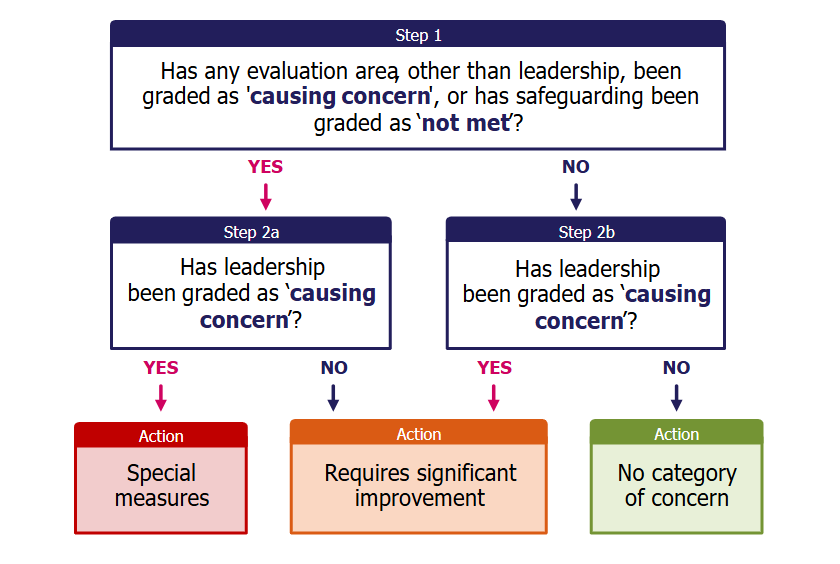 Step 1
Has any evaluation area, other than leadership, been
graded as 'causing concern', or has safeguarding been
graded as ‘not met’?
YES
NO
Step 2a
Has leadership
been graded as ‘causing
concern’?
Step 2b
Has leadership
been graded as ‘causing
concern’?
YES
NO
YES
NO
Action
Special
measures
Action
Requires significant
improvement
Action
No category
of concern